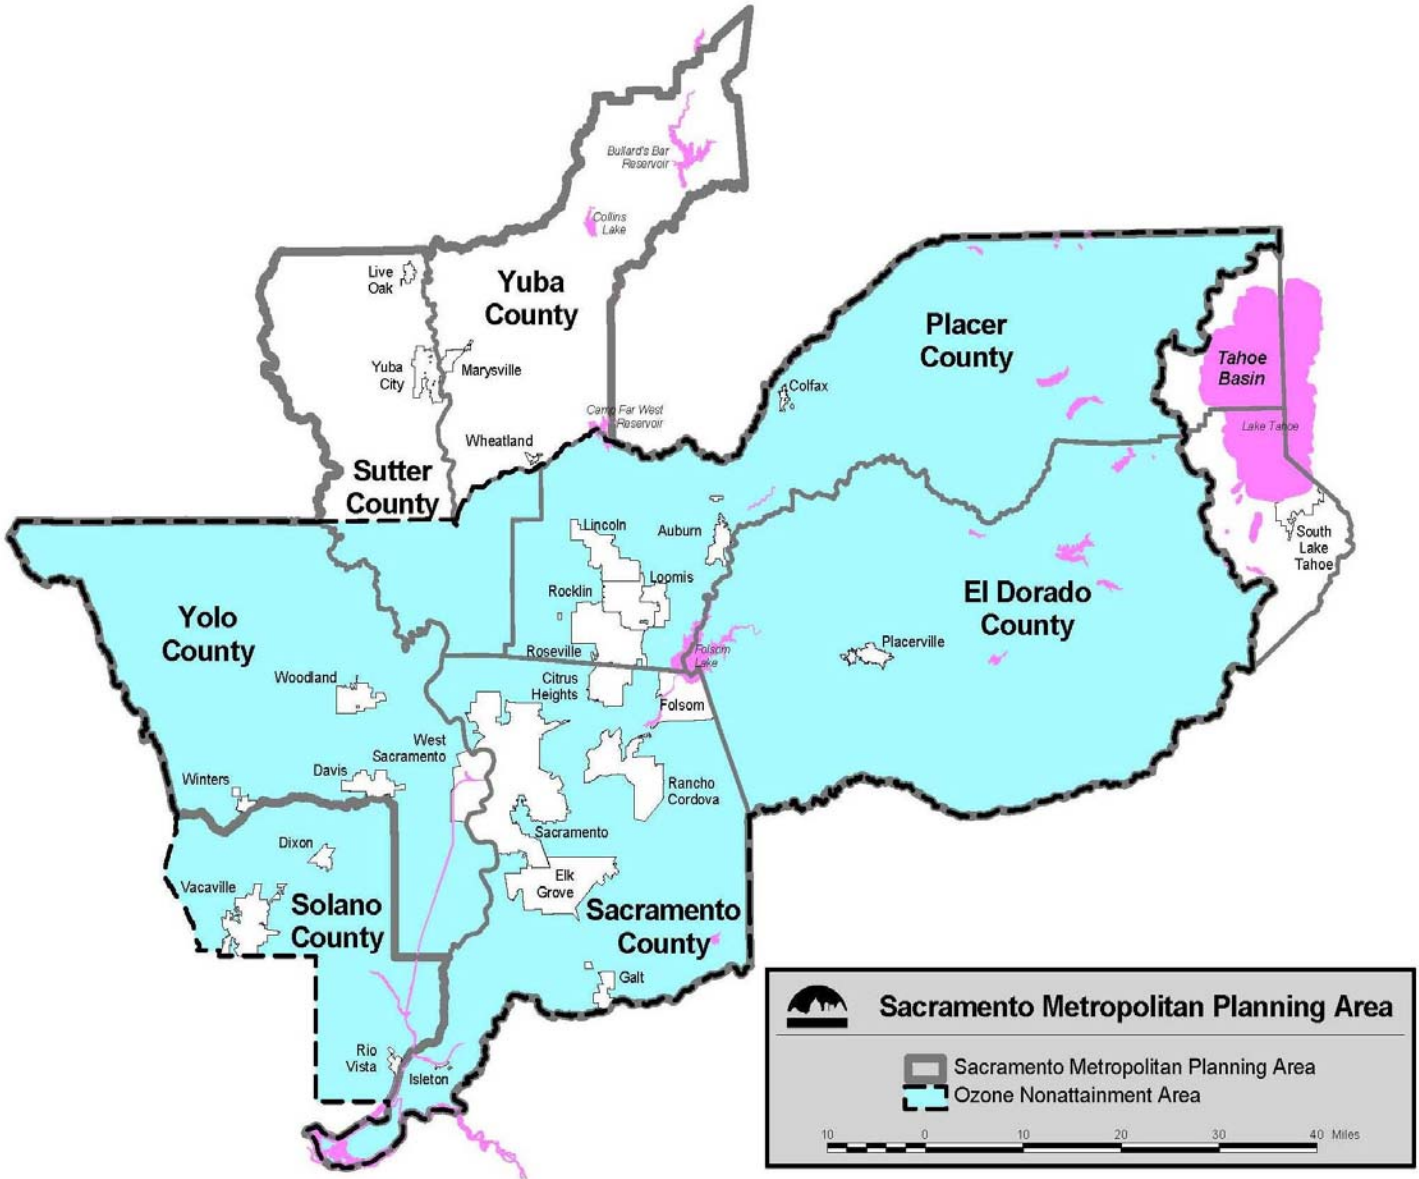 Bullard's Bar
Reservoir
Collins
Lake
Live
Oak
Yuba
County
Placer
County
Tahoe
Basin
Yuba
City
Marysville
Colfax
Camp Far West
Reservoir
Lake Tahoe
Wheatland
Sutter
County
Lincoln
Auburn
South
Lake
Tahoe
Loomis
Rocklin
El Dorado
County
Yolo
County
Roseville
Folsom
Lake
Placerville
Woodland
Citrus
Heights
Folsom
West
Sacramento
Winters
Davis
Rancho
Cordova
Dixon
Sacramento
Vacaville
Elk
Grove
Solano
County
Sacramento
County
Galt
Rio
Vista
Isleton
Sacramento Metropolitan Planning Area
Sacramento Metropolitan Planning Area
Ozone Nonattainment Area
10 0 10 20 30 40 Miles